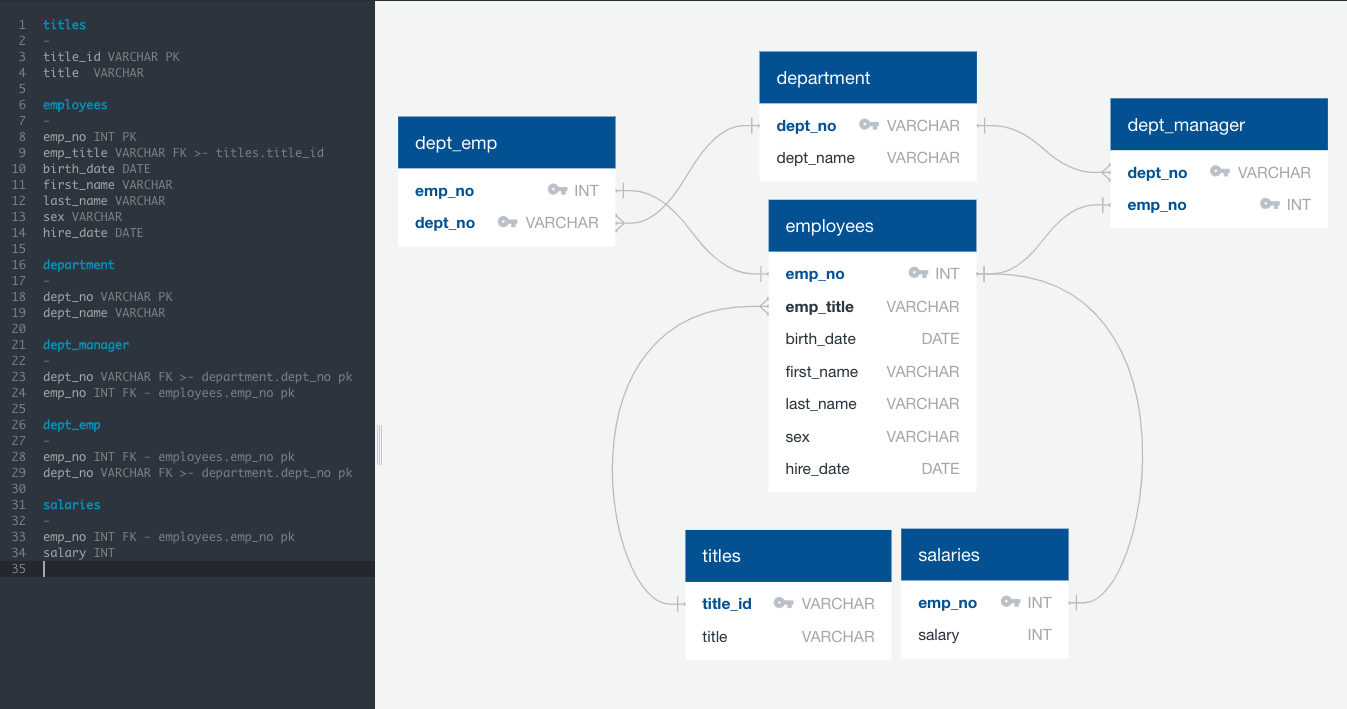 1 titles
2 -
3 title_id VARCHAR PK
4 title  VARCHAR
5
6 employees
7 -
8 emp_no INT PK
9 emp_title VARCHAR FK >- titles.title_id
10 birth_date DATE
11 first_name VARCHAR
12 last_name VARCHAR
13 sex VARCHAR
14 hire_date DATE
15
16 department
17 -
18 dept_no VARCHAR PK
19 dept_name VARCHAR
20
21 dept_manager
22 -
23 dept_no VARCHAR FK >- department.dept_no pk
24 emp_no INT FK - employees.emp_no pk
25
26 dept_emp
27 -
28 emp_no INT FK - employees.emp_no pk
29 dept_no VARCHAR FK >- department.dept_no pk
30
31 salaries
32 -
33 emp_no INT FK - employees.emp_no pk
34 salary INT
35
dept_emp
emp_no INT
dept_no VARCHAR
department
dept_no VARCHAR
dept_name VARCHAR
dept_manager
dept_no VARCHAR
emp_no INT
employees
emp_no INT
emp_title VARCHAR
birth_date DATE
first_name VARCHAR
last_name VARCHAR
sex VARCHAR
hire_date DATE
titles
title_id VARCHAR
title VARCHAR
salaries
emp_no INT
salary INT